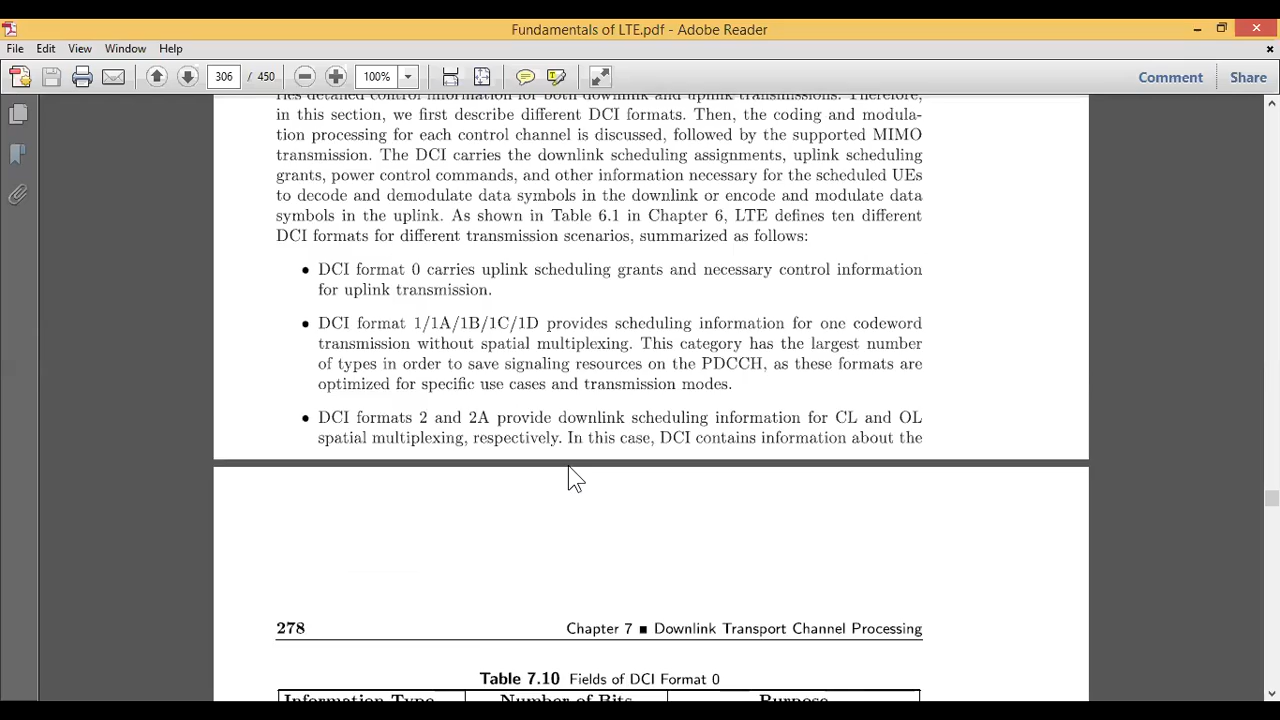 Fundamentals of LTE.pdf - Adobe Reader
File Edit View Window Help
306 / 450 100% Comment Share
ries detailed control information for both downlink and uplink transmissions. Therefore,
in this section, we first describe different DCI formats. Then, the coding and modula-
tion processing for each control channel is discussed, followed by the supported MIMO
transmission. The DCI carries the downlink scheduling assignments, uplink scheduling
grants, power control commands, and other information necessary for the scheduled UEs
to decode and demodulate data symbols in the downlink or encode and modulate data
symbols in the uplink. As shown in Table 6.1 in Chapter 6, LTE defines ten different
DCI formats for different transmission scenarios, summarized as follows:
• DCI format 0 carries uplink scheduling grants and necessary control information
for uplink transmission.
• DCI format 1/1A/1B/1C/1D provides scheduling information for one codeword
transmission without spatial multiplexing. This category has the largest number
of types in order to save signaling resources on the PDCCH, as these formats are
optimized for specific use cases and transmission modes.
• DCI formats 2 and 2A provide downlink scheduling information for CL and OL
spatial multiplexing, respectively. In this case, DCI contains information about the
278 Chapter 7 ■ Downlink Transport Channel Processing
Table 7.10 Fields of DCI Format 0
Information Type Number of Bits Purpose